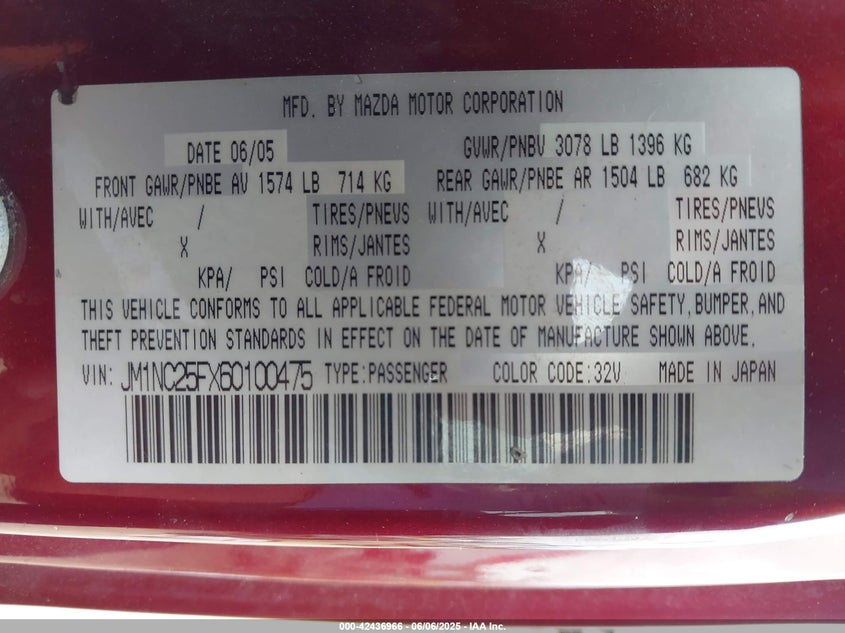 MFD. BY MAZDA MOTOR CORPORATION
DATE 06/05 GVWR/PNBV 3078 LB 1396 KG
FRONT GAWR/PNBE AV 1574 LB 714 KG REAR GAWR/PNBE AR 1504 LB 682 KG
WITH/AVEC / TIRES/PNEUS WITH/AVEC / TIRES/PNEUS
X RIMS/JANTES X RIMS/JANTES
KPA/ PSI COLD/A FROID KPA/ PSI COLD/A FROID
THIS VEHICLE CONFORMS TO ALL APPLICABLE FEDERAL MOTOR VEHICLE SAFETY, BUMPER, AND
THEFT PREVENTION STANDARDS IN EFFECT ON THE DATE OF MANUFACTURE SHOWN ABOVE.
VIN: JM1NC25FX60100475 TYPE:PASSENGER COLOR CODE:32V MADE IN JAPAN
000-42436966 - 06/06/2025 - IAA Inc.